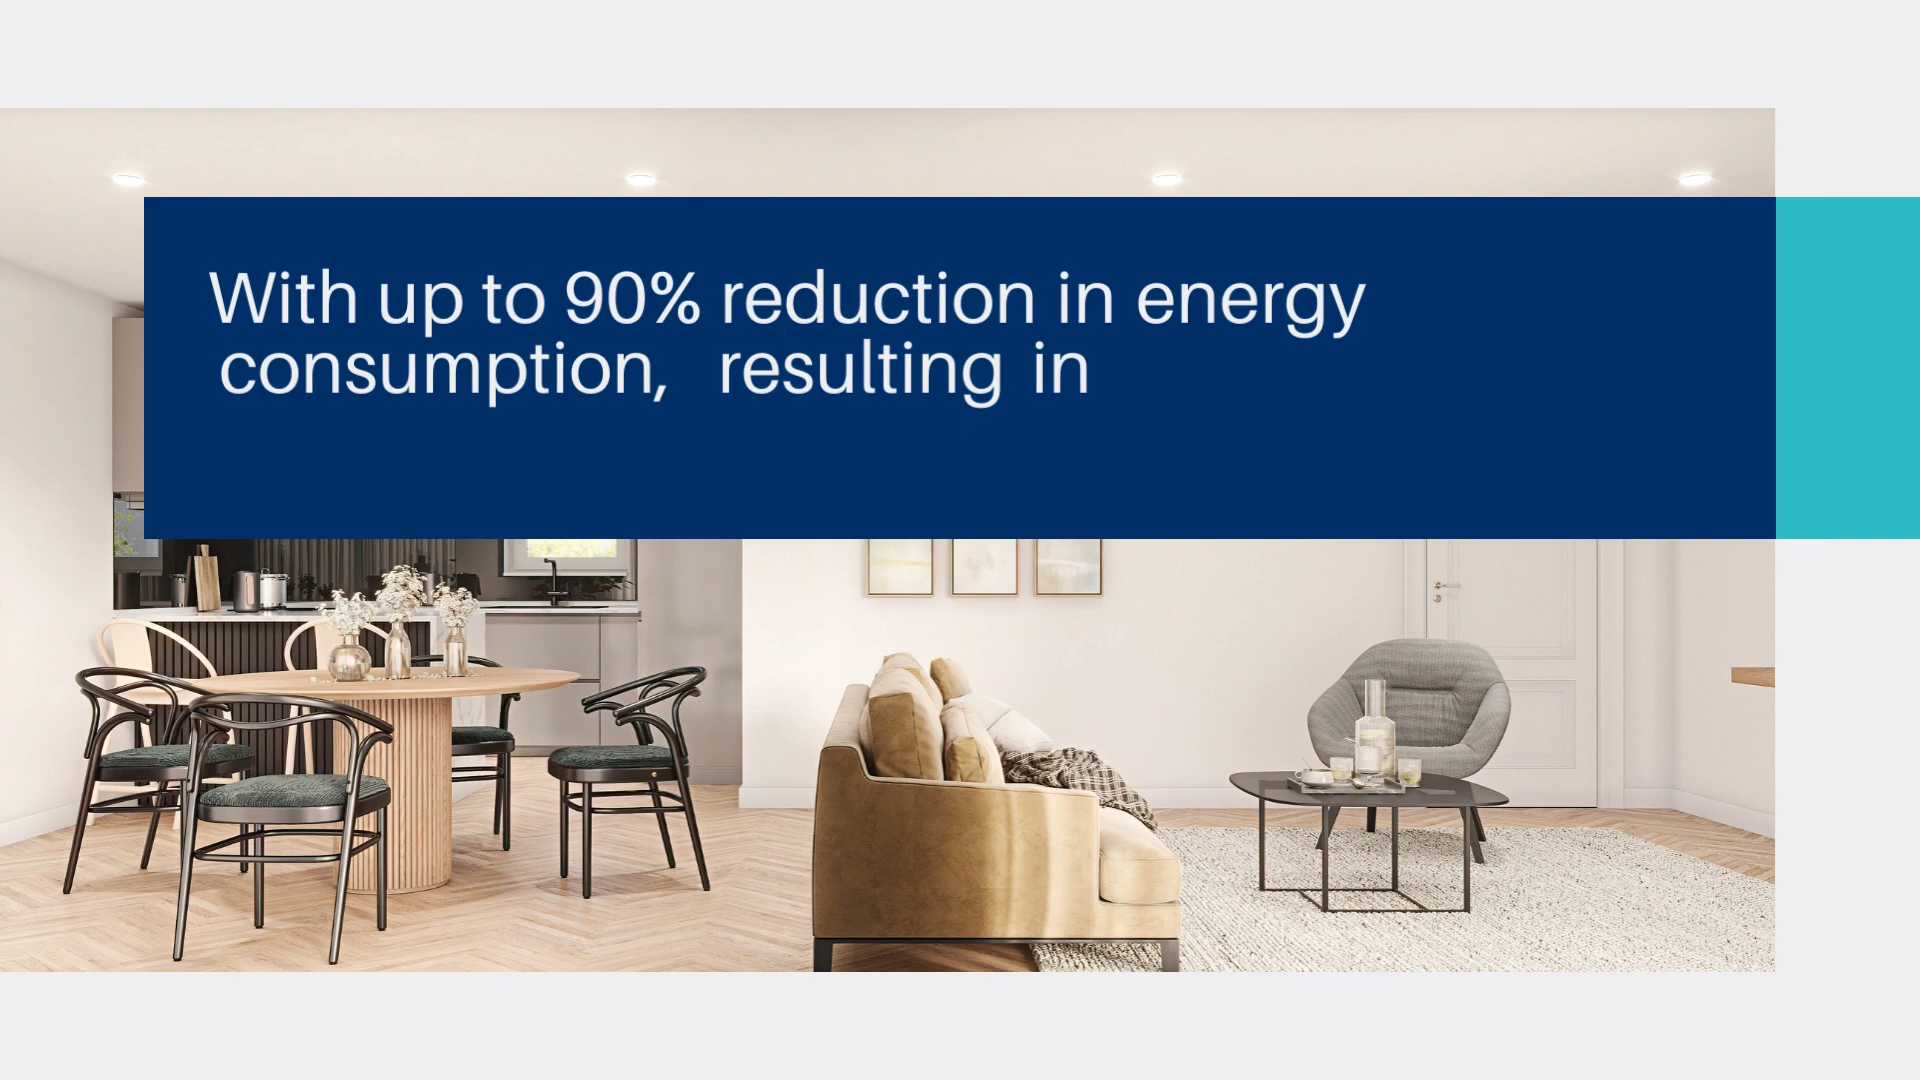 With up to 90% reduction in energy
consumption, resulting in